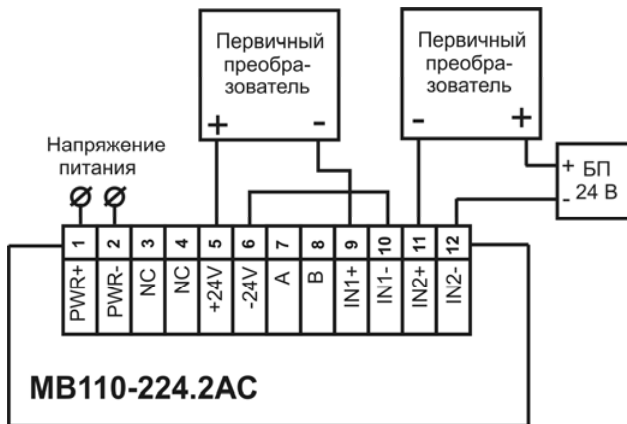 Первичный
преобра-
зователь
+ -
Первичный
преобра-
зователь
- +
Напряжение
питания
+ БП
- 24 В
1 2 3 4 5 6 7 8 9 10 11 12
PWR+ PWR- NC NC +24V -24V A B IN1+ IN1- IN2+ IN2-
МВ110-224.2АС